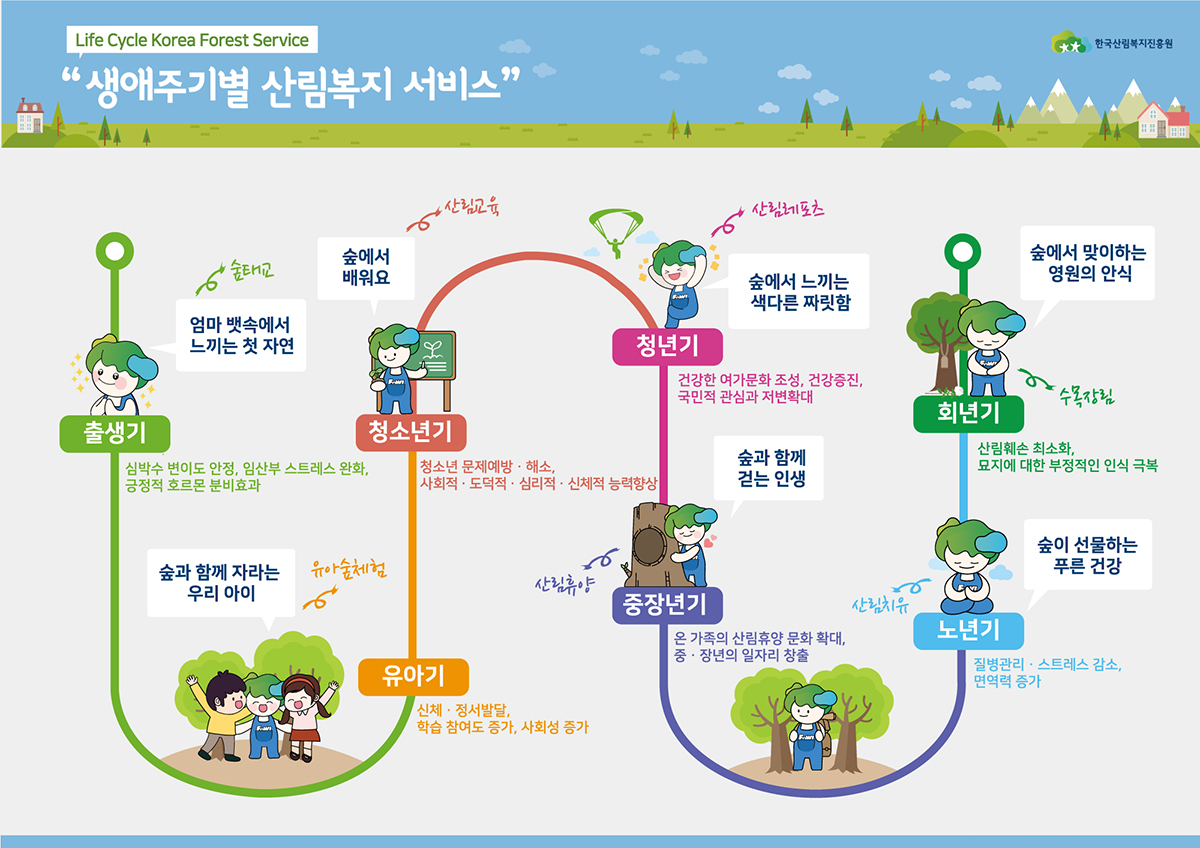 Life Cycle Korea Forest Service
“생애주기별 산림복지 서비스”
한국산림복지진흥원
숲태교
엄마 뱃속에서
느끼는 첫 자연
출생기
심박수 변이도 안정, 임산부 스트레스 완화,
긍정적 호르몬 분비효과
숲과 함께 자라는
우리 아이
유아숲체험
유아기
신체 · 정서발달,
학습 참여도 증가, 사회성 증가
산림교육
숲에서
배워요
청소년기
청소년 문제예방 · 해소,
사회적 · 도덕적 · 심리적 · 신체적 능력향상
산림레포츠
숲에서 느끼는
색다른 짜릿함
청년기
건강한 여가문화 조성, 건강증진,
국민적 관심과 저변확대
숲과 함께
걷는 인생
산림휴양
중장년기
온 가족의 산림휴양 문화 확대,
중 · 장년의 일자리 창출
숲이 선물하는
푸른 건강
산림치유
노년기
질병관리 · 스트레스 감소,
면역력 증가
숲에서 맞이하는
영원의 안식
수목장림
회년기
산림훼손 최소화,
묘지에 대한 부정적인 인식 극복